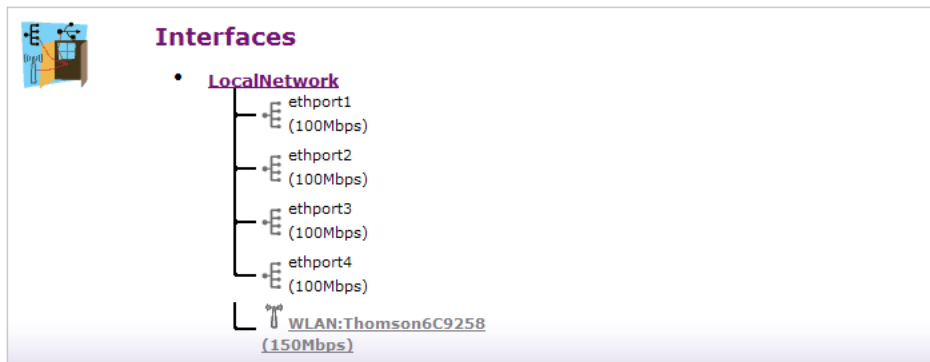 Interfaces
LocalNetwork
ethport1
(100Mbps)
ethport2
(100Mbps)
ethport3
(100Mbps)
ethport4
(100Mbps)
WLAN:Thomson6C9258
(150Mbps)